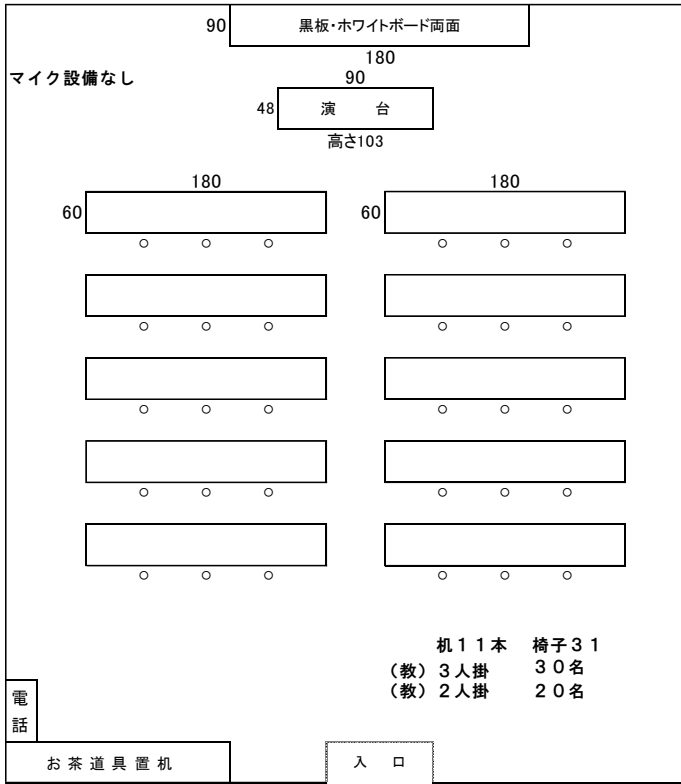 90
黒板・ホワイトボード両面
180
マイク設備なし
90
48
演 台
高さ103
180
180
60
60
机11本 椅子31
(教)3人掛 30名
(教)2人掛 20名
電話
お茶道具置机
入 口